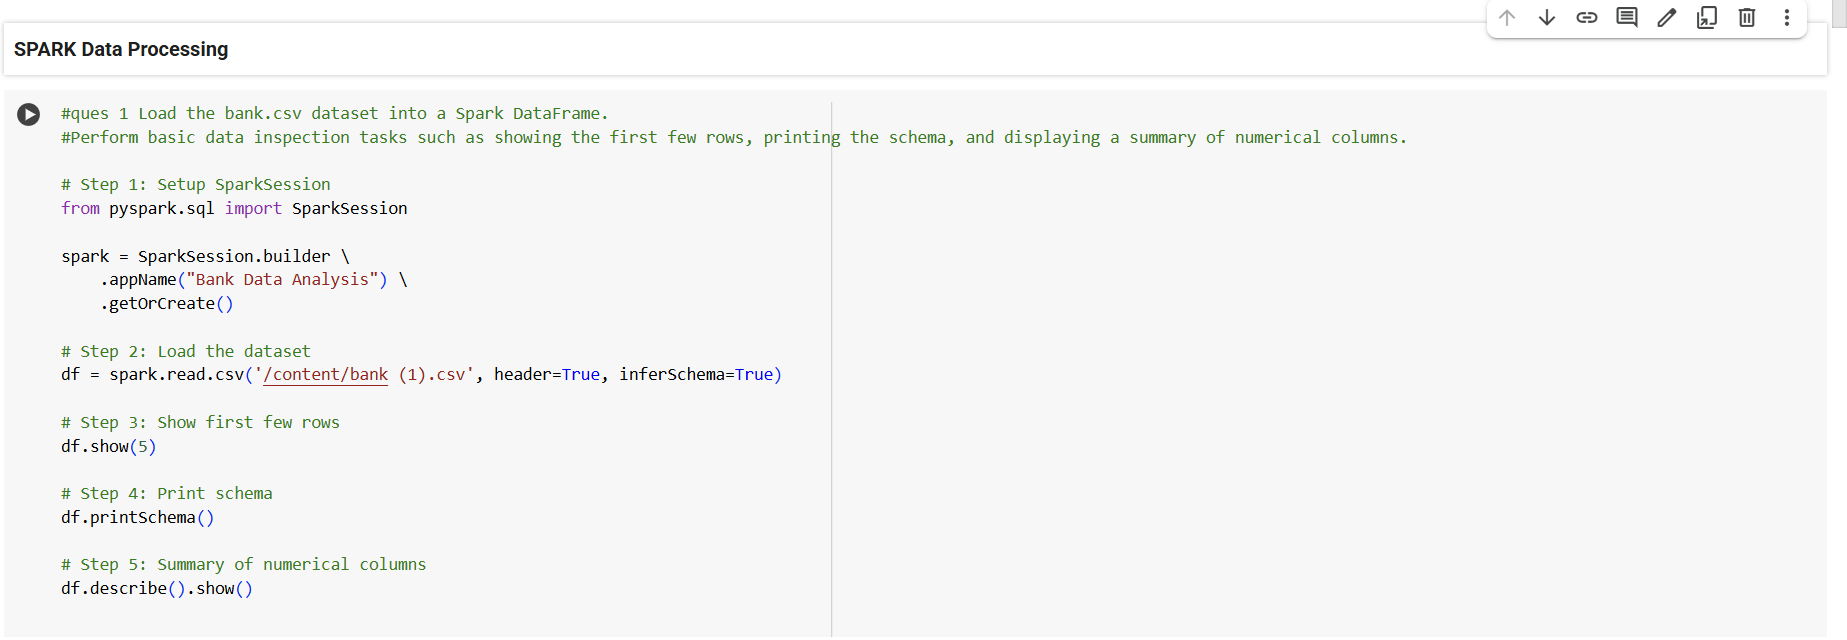 SPARK Data Processing
#ques 1 Load the bank.csv dataset into a Spark DataFrame.
#Perform basic data inspection tasks such as showing the first few rows, printing the schema, and displaying a summary of numerical columns.
# Step 1: Setup SparkSession
from pyspark.sql import SparkSession
spark = SparkSession.builder \
    .appName("Bank Data Analysis") \
    .getOrCreate()
# Step 2: Load the dataset
df = spark.read.csv('/content/bank (1).csv', header=True, inferSchema=True)
# Step 3: Show first few rows
df.show(5)
# Step 4: Print schema
df.printSchema()
# Step 5: Summary of numerical columns
df.describe().show()